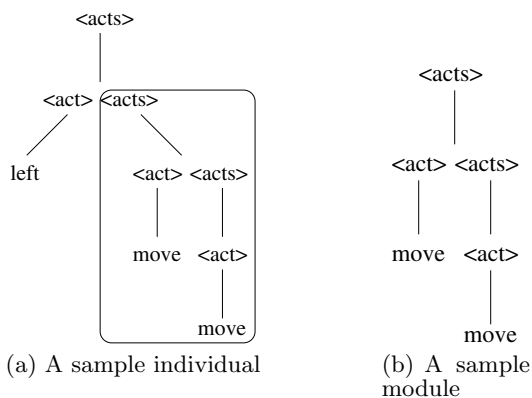 <acts>
<acts>
<act> <acts>
<act> <acts>
left
<act> <acts>
move <act>
move <act>
move
move
(a) A sample individual
(b) A sample
module